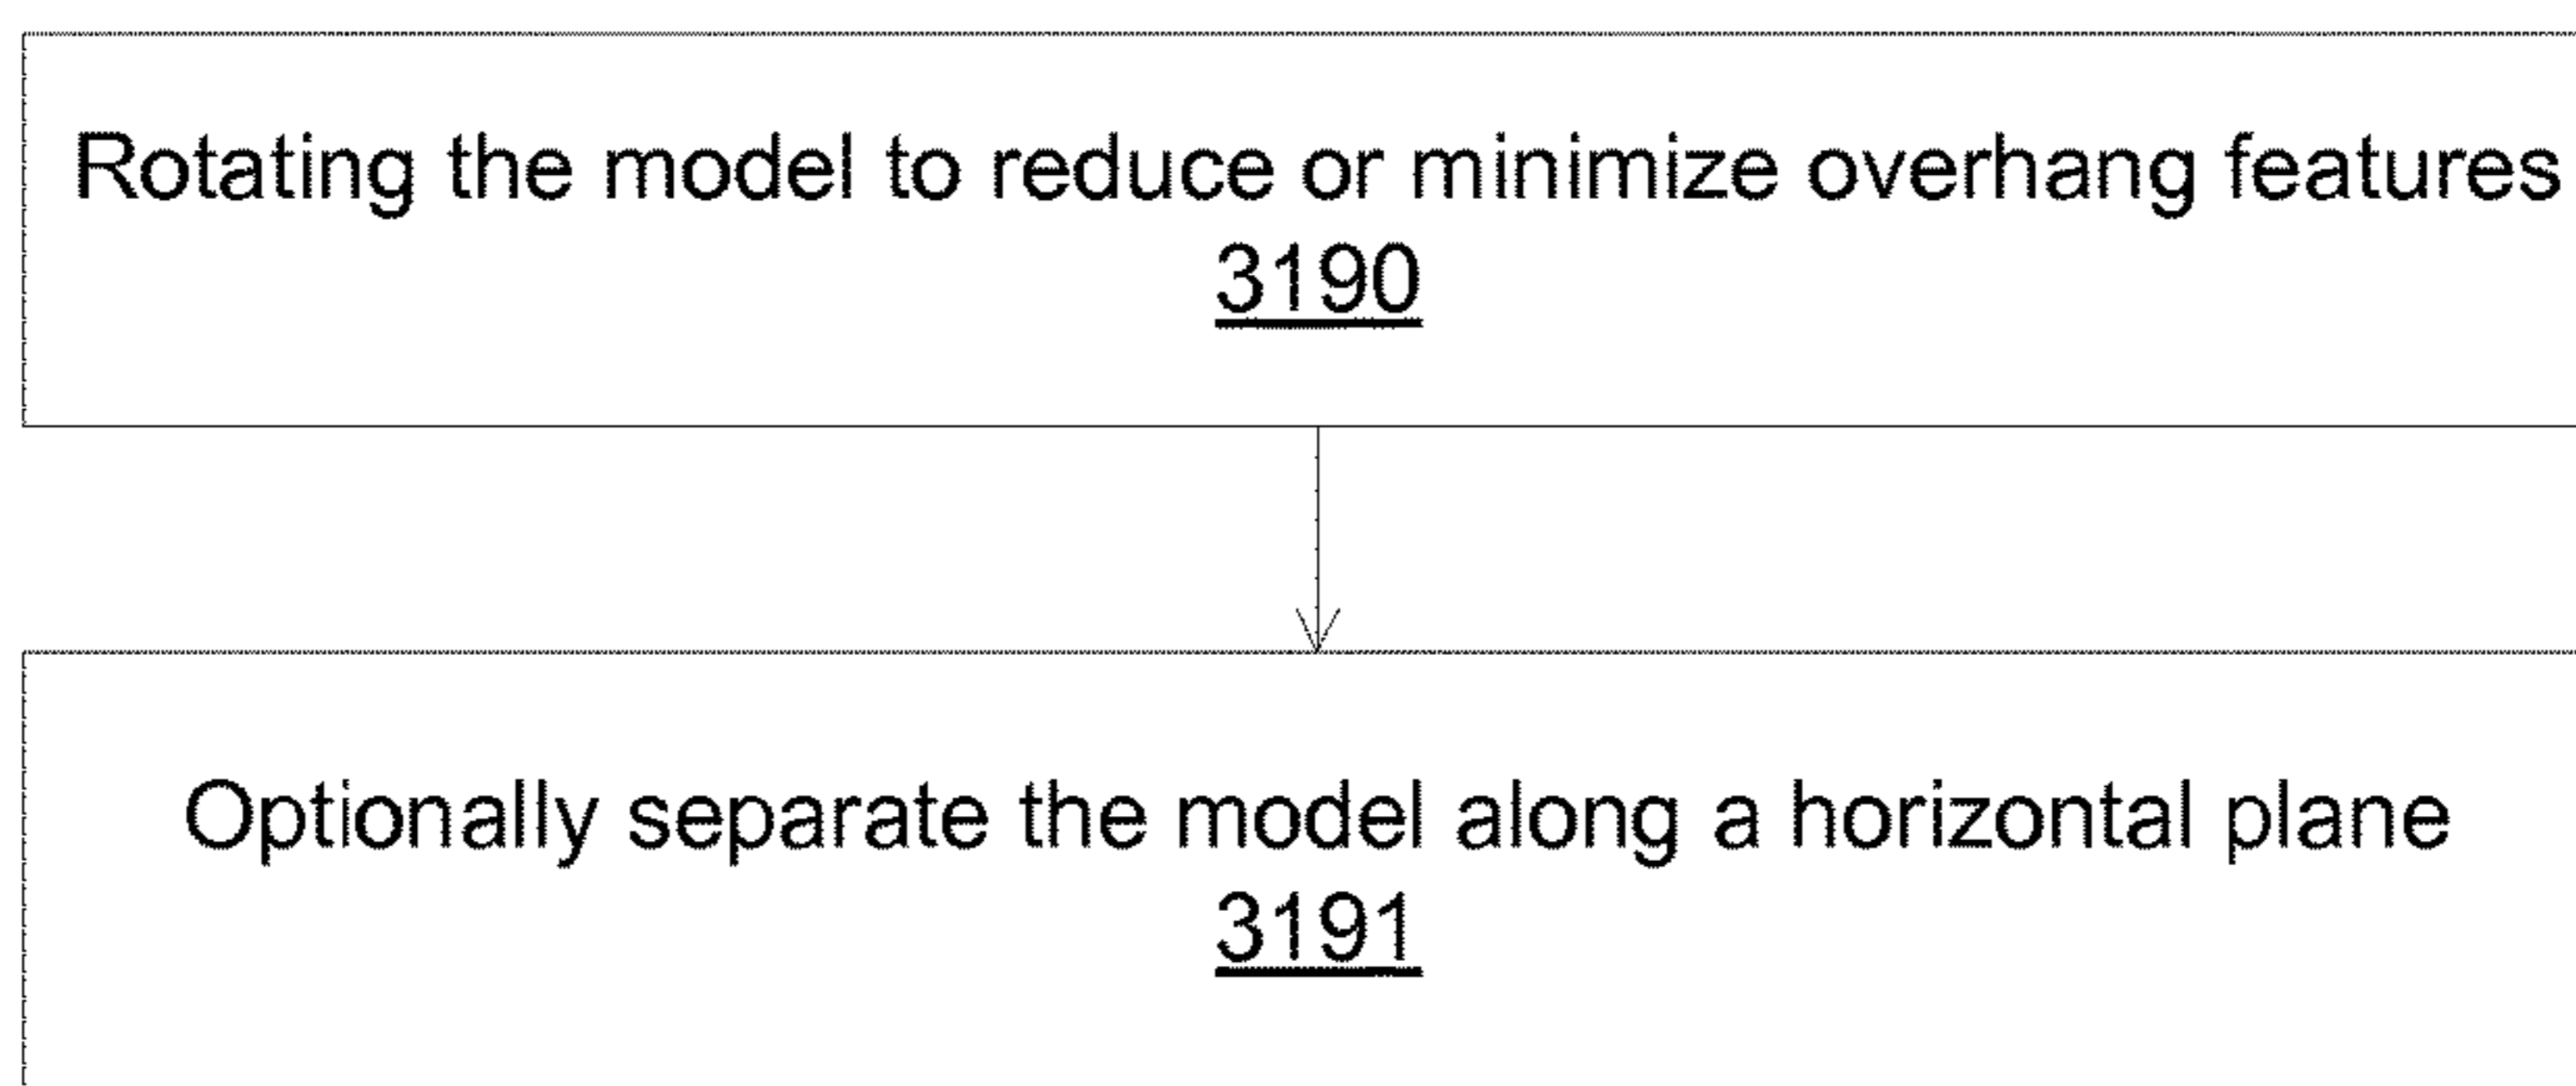 Rotating the model to reduce or minimize overhang features
3190
Optionally separate the model along a horizontal plane
3191